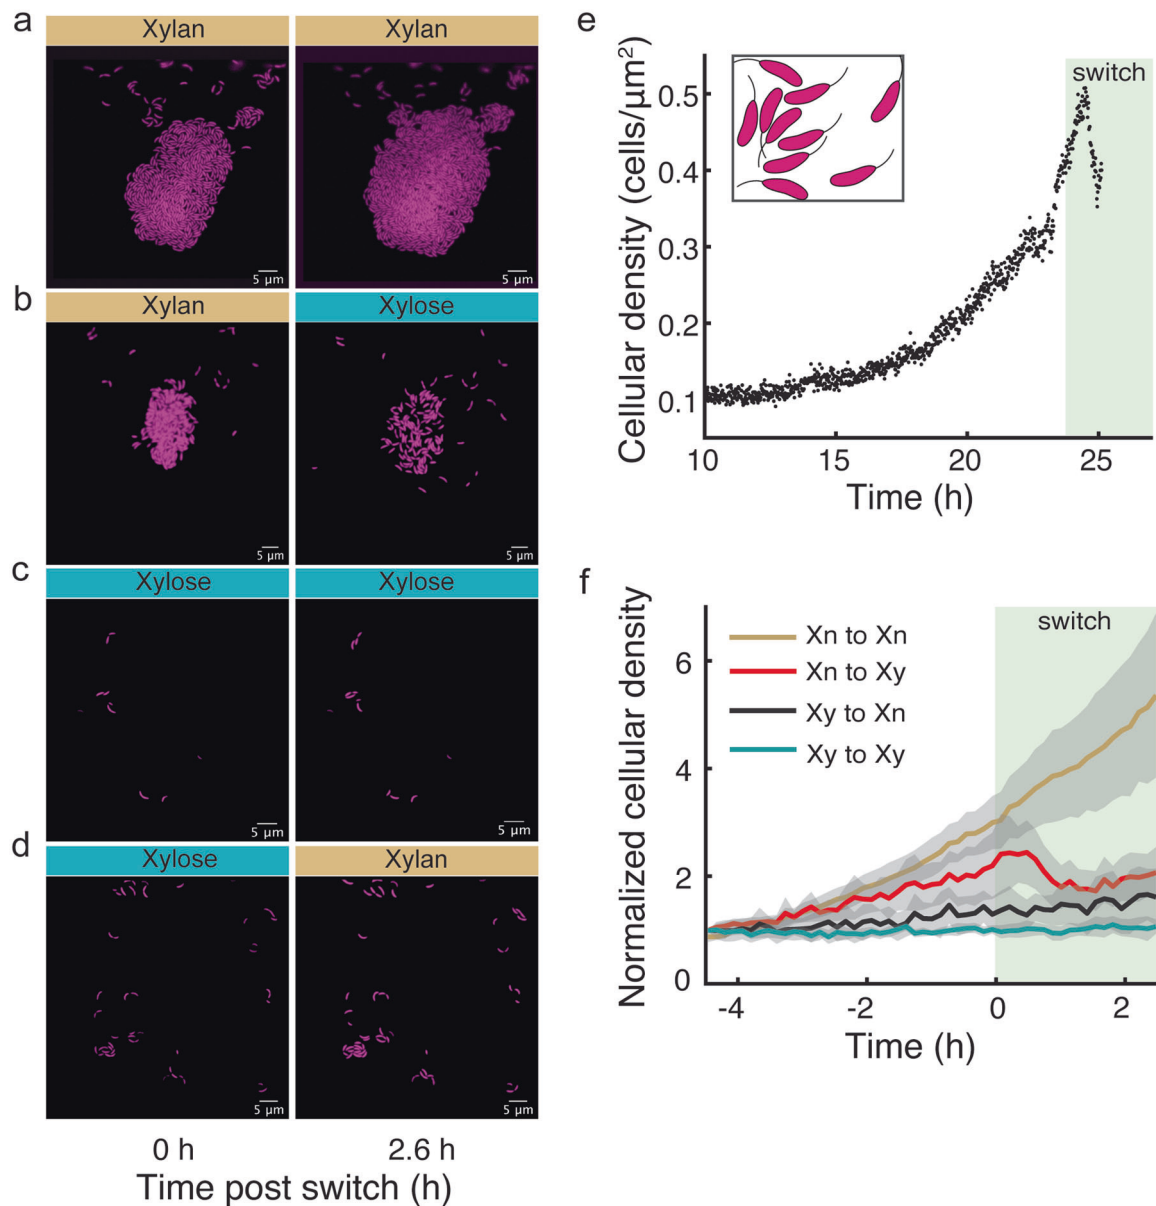 a
Xylan
Xylan
5 µm
5 µm
b
Xylan
Xylose
5 µm
5 µm
c
Xylose
Xylose
5 µm
5 µm
d
Xylose
Xylan
5 µm
5 µm
0 h
2.6 h
Time post switch (h)
e
Cellular density (cells/µm²)
switch
0.5
0.4
0.3
0.2
0.1
10
15
20
25
Time (h)
f
Normalized cellular density
switch
Xn to Xn
Xn to Xy
Xy to Xn
Xy to Xy
6
4
2
0
-4
-2
0
2
Time (h)